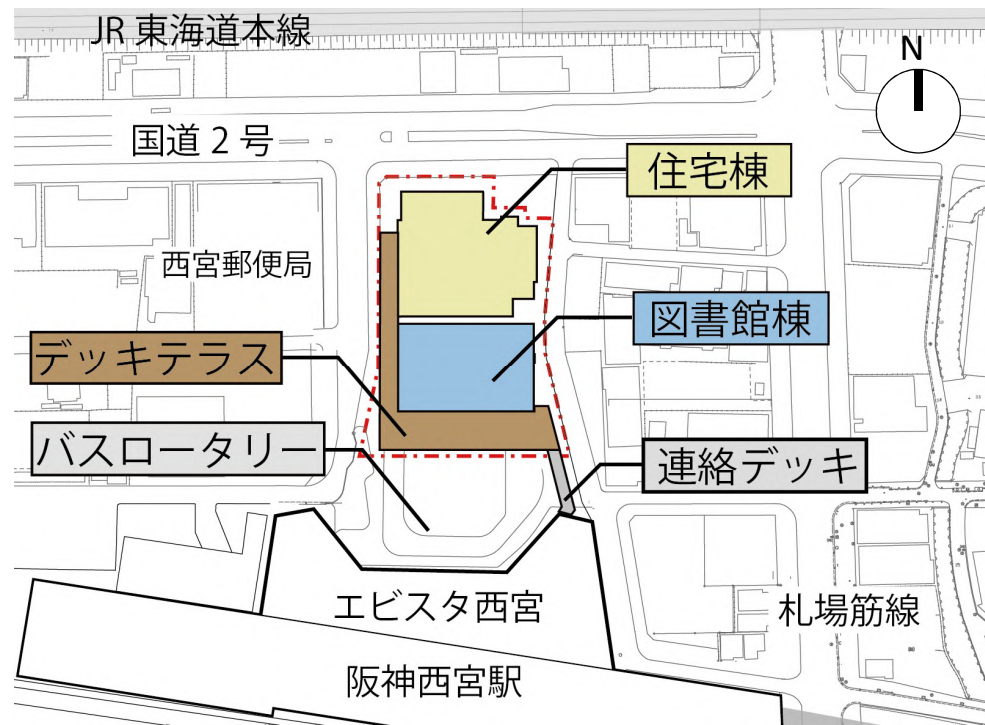 JR 東海道本線
N
国道 2 号
住宅棟
西宮郵便局
図書館棟
デッキテラス
バスロータリー
連絡デッキ
エビスタ西宮
札場筋線
阪神西宮駅